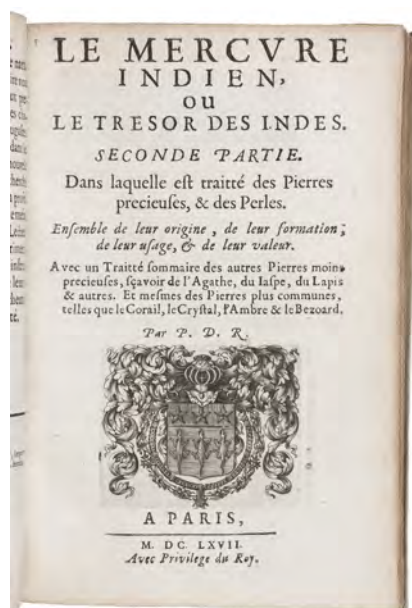 LE MERCVRE
INDIEN,
OU
LE TRESOR DES INDES.
SECONDE PARTIE.
Dans laquelle eſt traitté des Pierres
precieuſes, & des Perles.
Enſemble de leur origine, de leur formation;
de leur uſage, & de leur valeur.
Avec un Traitté ſommaire des autres Pierres moins
precieuſes, ſçavoir de l'Agathe, du Iaſpe, du Lapis
& autres. Et meſmes des Pierres plus communes,
telles que le Corail, le Cryſtal, l'Ambre & le Bezoard.
Par P. D. R.
A PARIS,
M. DC. LXVII.
Avec Privilege du Roy.